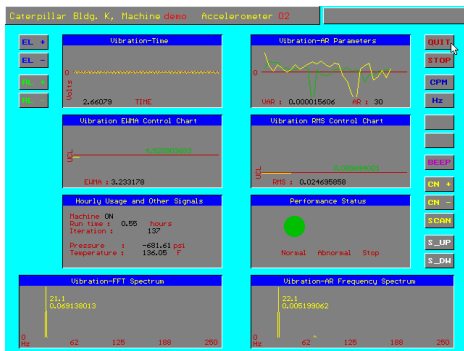 Caterpillar Bldg. K, Machine demo Accelerometer 02
EL +
EL -
Vibration-Time
0
Volts
2.66079 TIME
Vibration-AR Parameters
0
VAR : 0.000015606 AR : 30
QUIT
STOP
CPM
Hz
Vibration EWMA Control Chart
UCL
EWMA : 3.233178
Vibration RMS Control Chart
UCL
RMS : 0.024695858
BEEP
CN +
CN -
SCAN
S_UP
S_DW
Hourly Usage and Other Signals
Machine ON
Run time : 0.55 hours
Iteration : 137
Pressure : -681.61 psi
Temperature : 136.05 F
Performance Status
Normal Abnormal Stop
Vibration-FFT Spectrum
21.1
0.069138013
0
Hz 62 125 188 250
Vibration-AR Frequency Spectrum
22.1
0.005199062
0
Hz 62 125 188 250